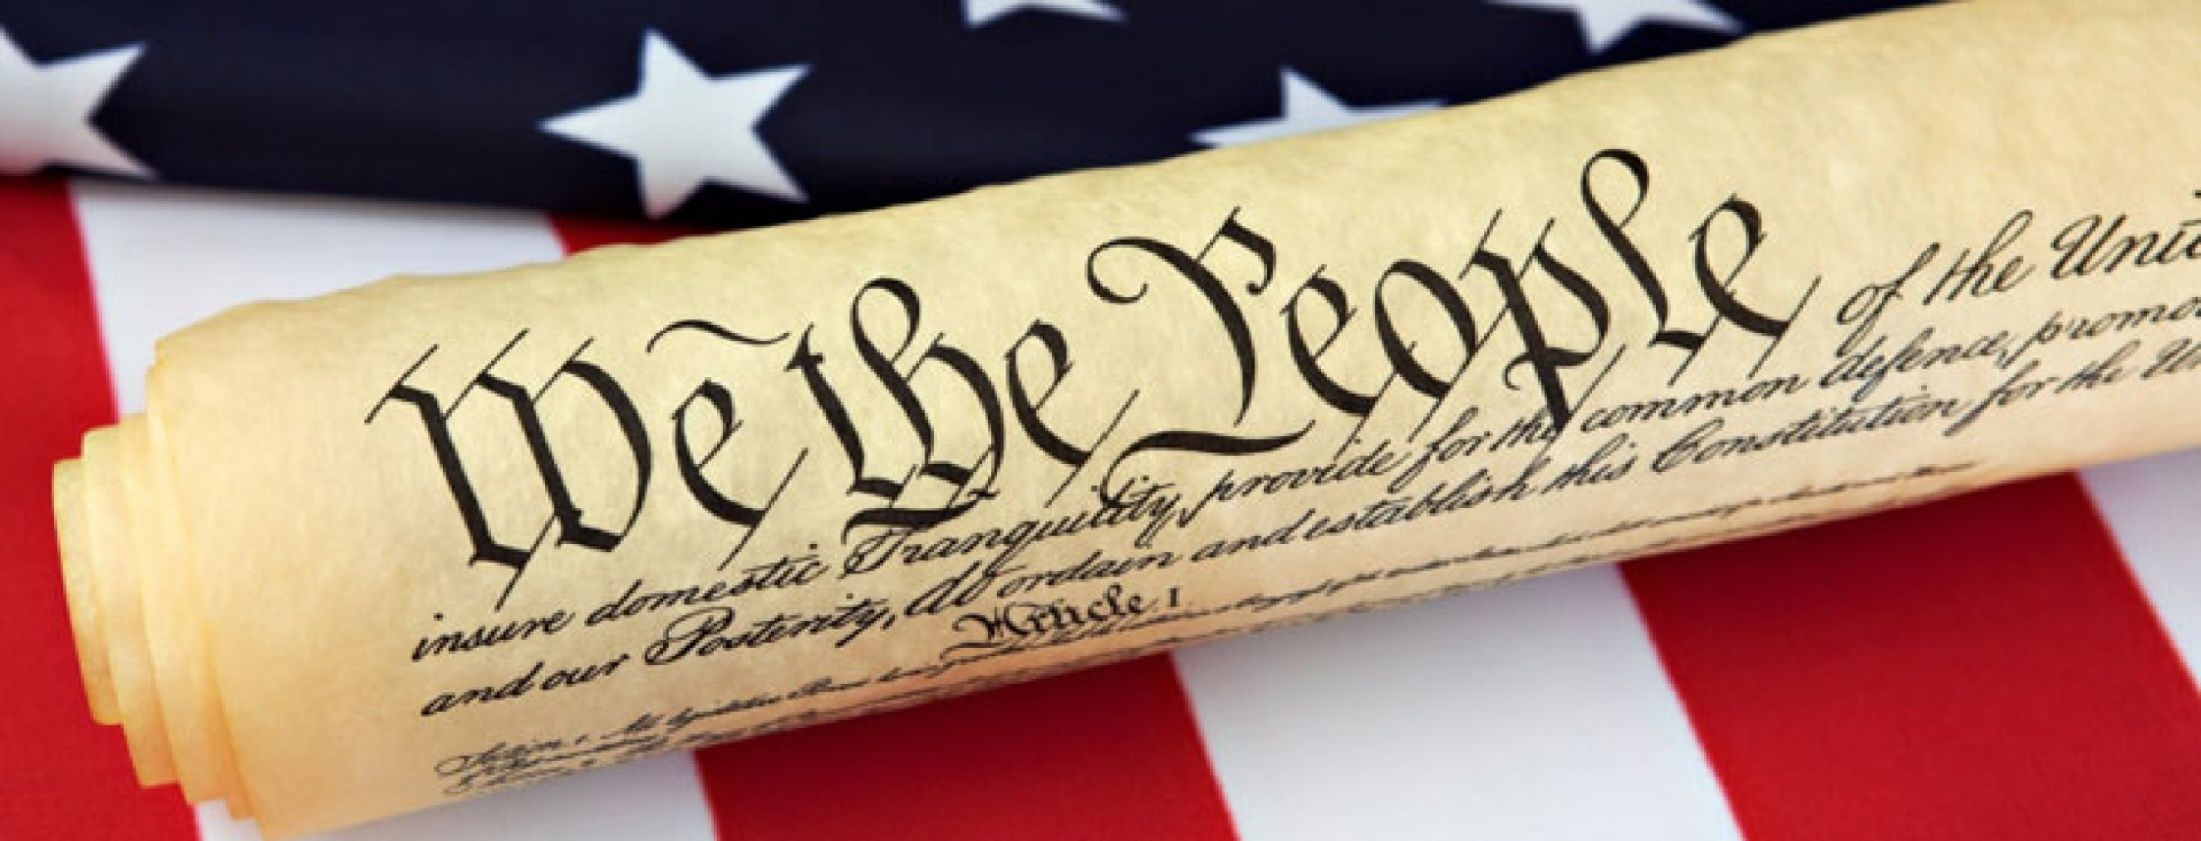 We the People of the Unit
insure domestic Tranquility, provide for the common defence, promo
and our Posterity, do ordain and establish this Constitution for the Un
Article. I